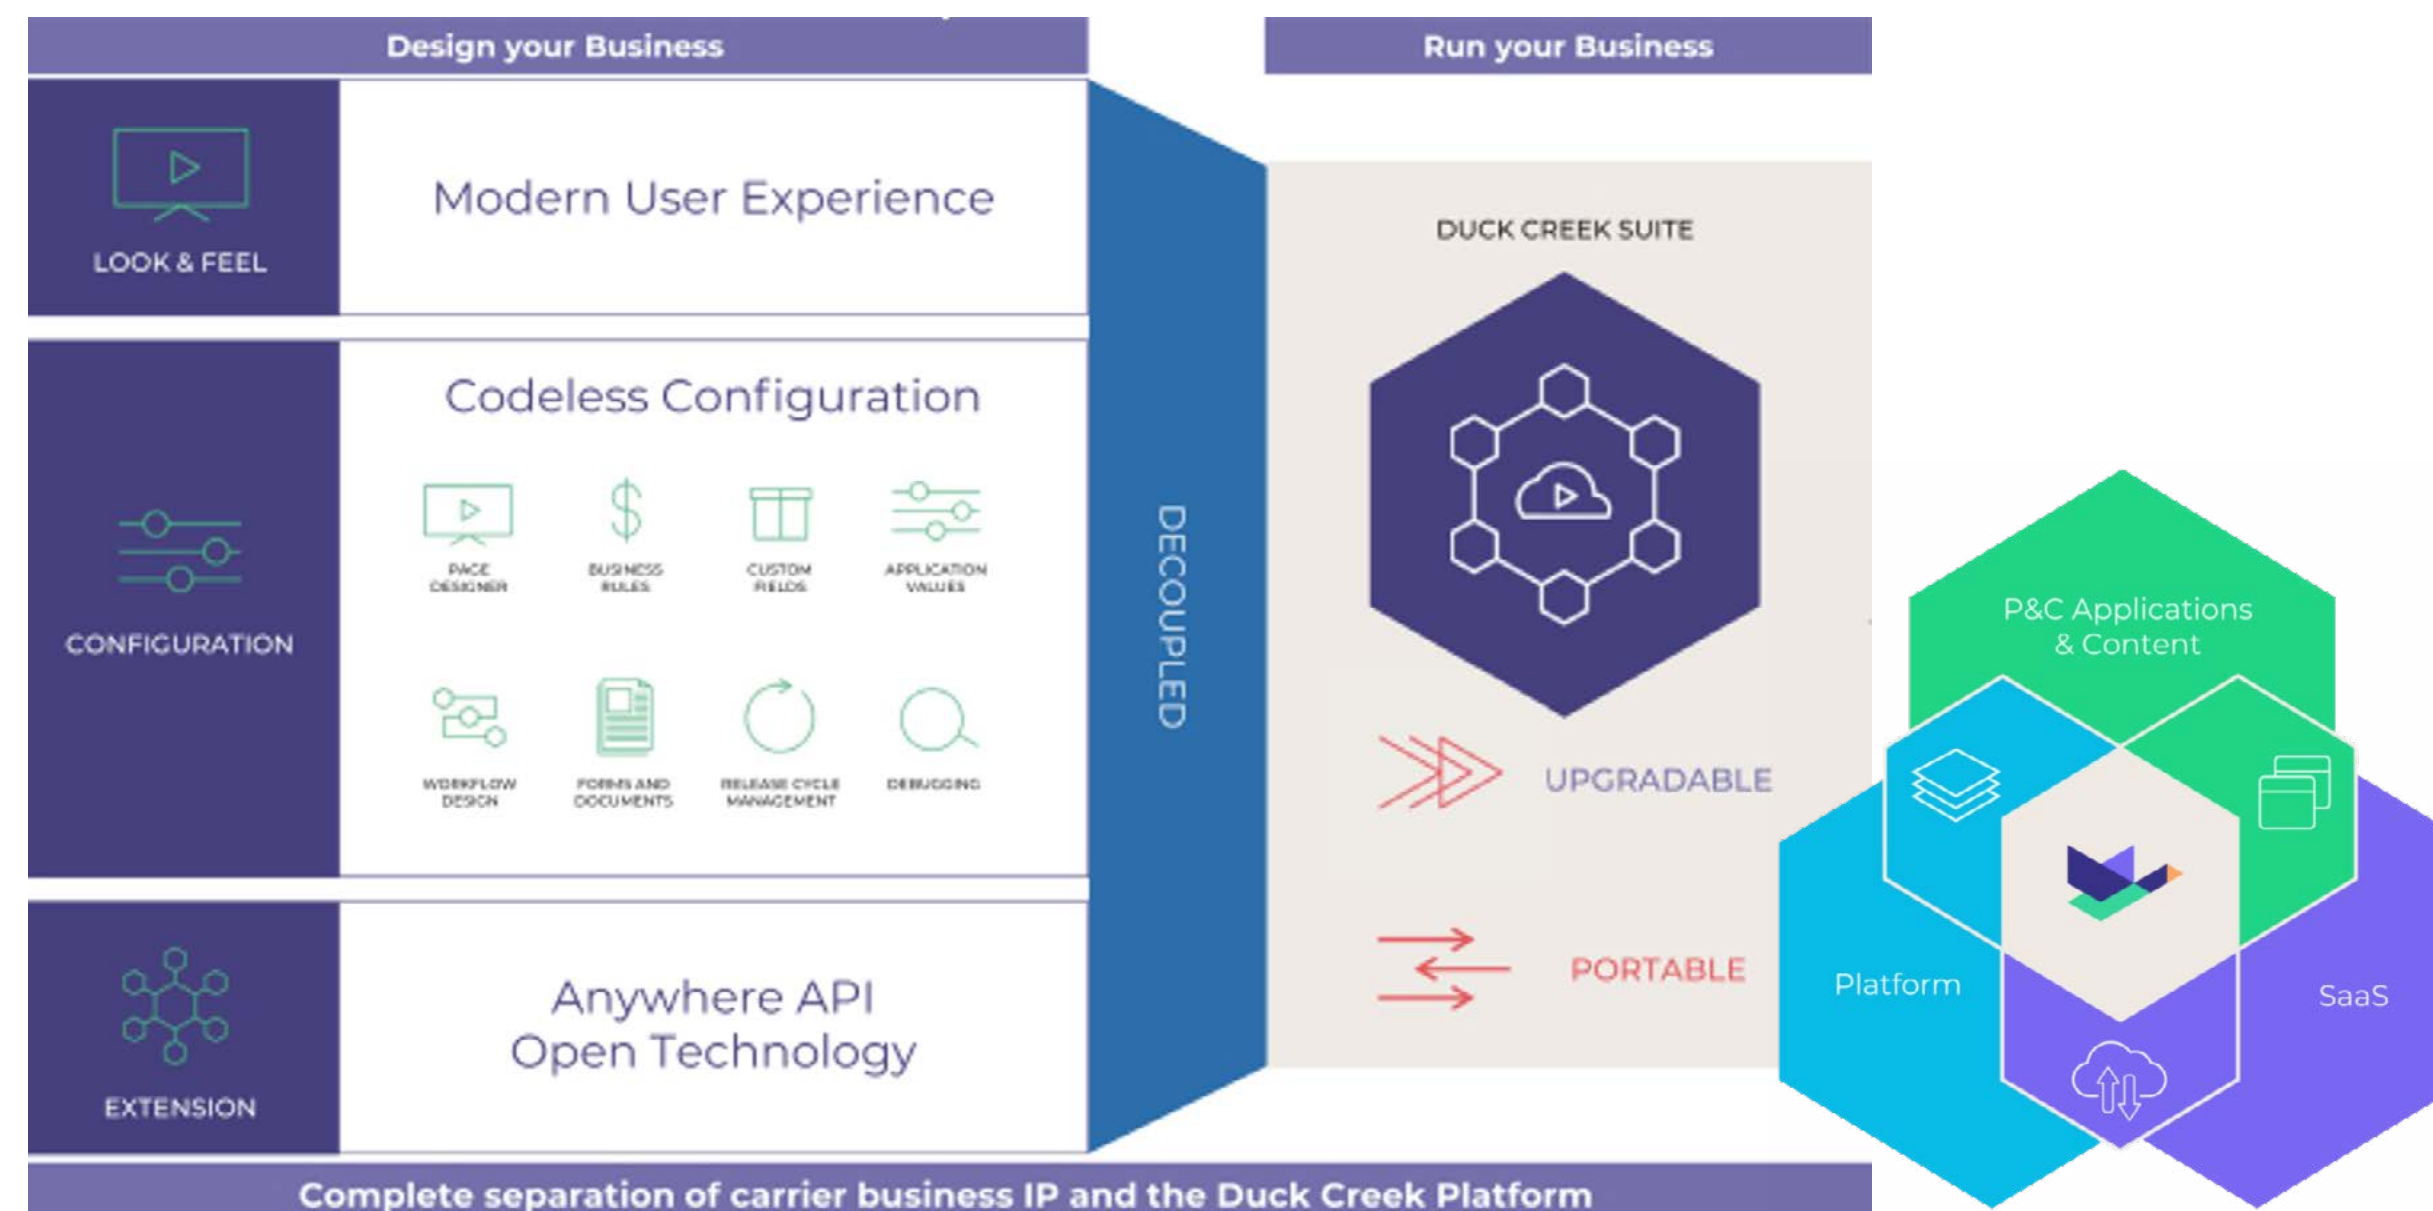 Design your Business
Run your Business
LOOK & FEEL
Modern User Experience
CONFIGURATION
Codeless Configuration
PAGE
DESIGNER
BUSINESS
RULES
CUSTOM
FIELDS
APPLICATION
VALUES
WORKFLOW
DESIGN
FORMS AND
DOCUMENTS
RELEASE CYCLE
MANAGEMENT
DEBUGGING
EXTENSION
Anywhere API
Open Technology
DECOUPLED
DUCK CREEK SUITE
UPGRADABLE
PORTABLE
P&C Applications
& Content
Platform
SaaS
Complete separation of carrier business IP and the Duck Creek Platform